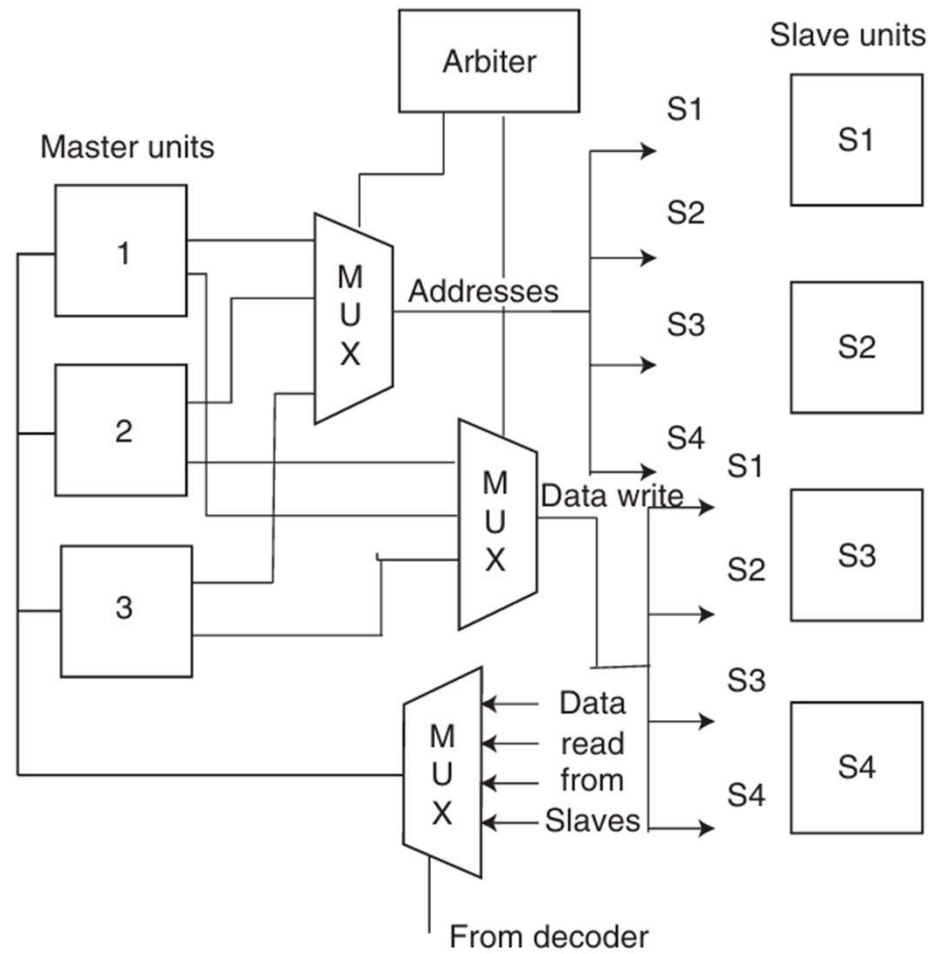 Arbiter
Slave units
S1
S1
Master units
1
S2
M
U
X
Addresses
S3
S2
2
S4
S1
M
U
X
Data write
S3
S2
3
S3
Data
read
from
Slaves
M
U
X
S4
S4
From decoder